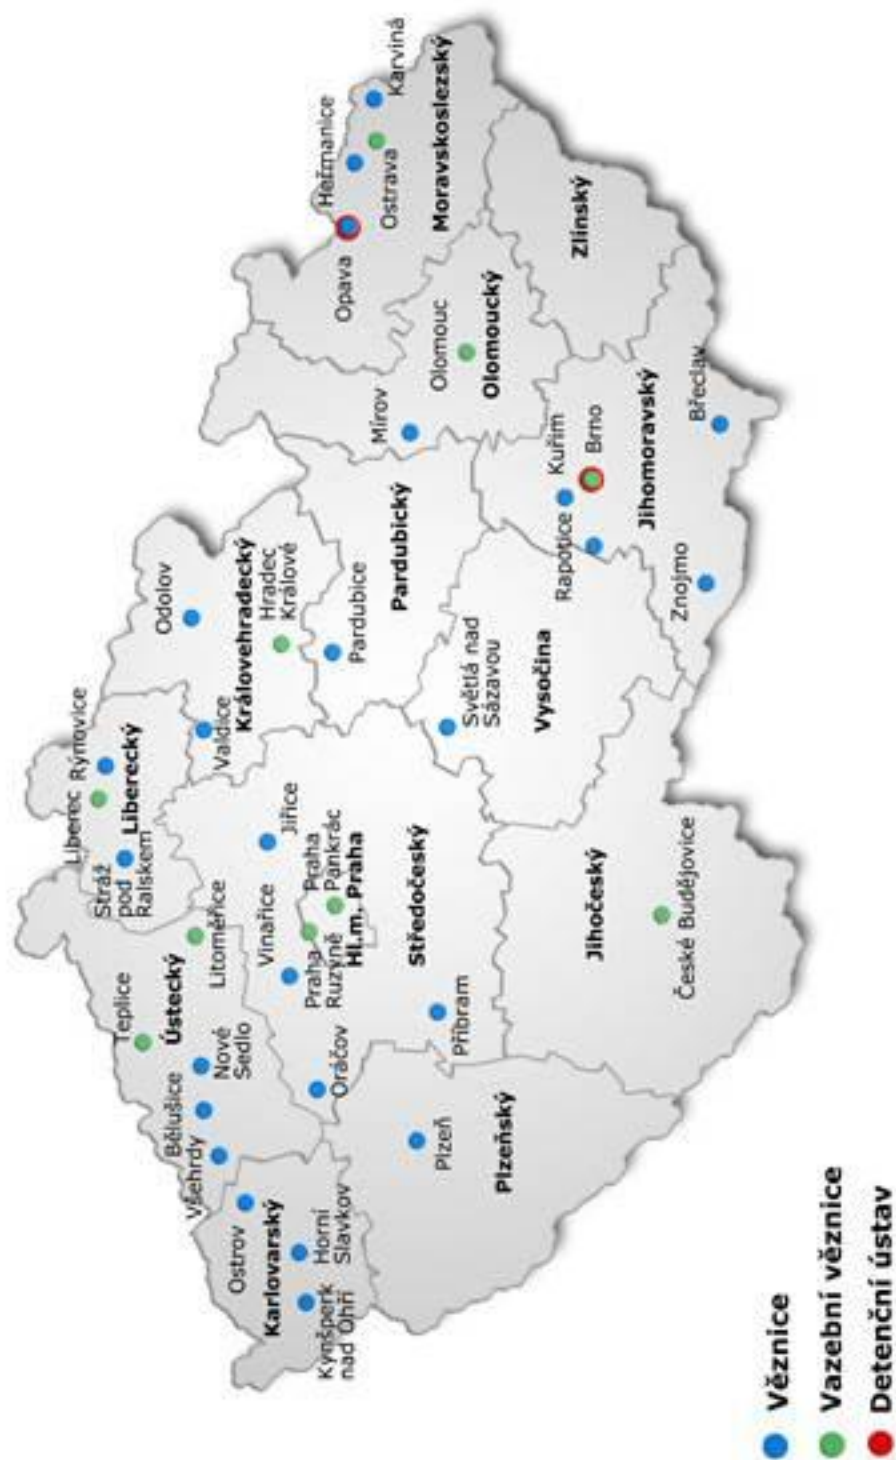 Liberec
Rýnovice
Stráž
pod
Ralskem
Liberecký
Teplice
Ústecký
Litoměřice
Bělušice
Nové
Sedlo
Všehrdy
Ostrov
Karlovarský
Horní
Slavkov
Kynšperk
nad Ohří
Valdice
Odolov
Královehradecký
Hradec
Králové
Vinařice
Jiřice
Praha
Pankrác
Praha
Ruzyně
Hl.m. Praha
Oráčov
Středočeský
Příbram
Plzeň
Plzeňský
Pardubice
Pardubický
Světlá nad
Sázavou
Vysočina
Jihočeský
České Budějovice
Mírov
Olomouc
Olomoucký
Opava
Heřmanice
Ostrava
Karviná
Moravskoslezský
Zlínský
Kuřim
Rapotice
Brno
Jihomoravský
Znojmo
Břeclav
Věznice
Vazební věznice
Detenční ústav